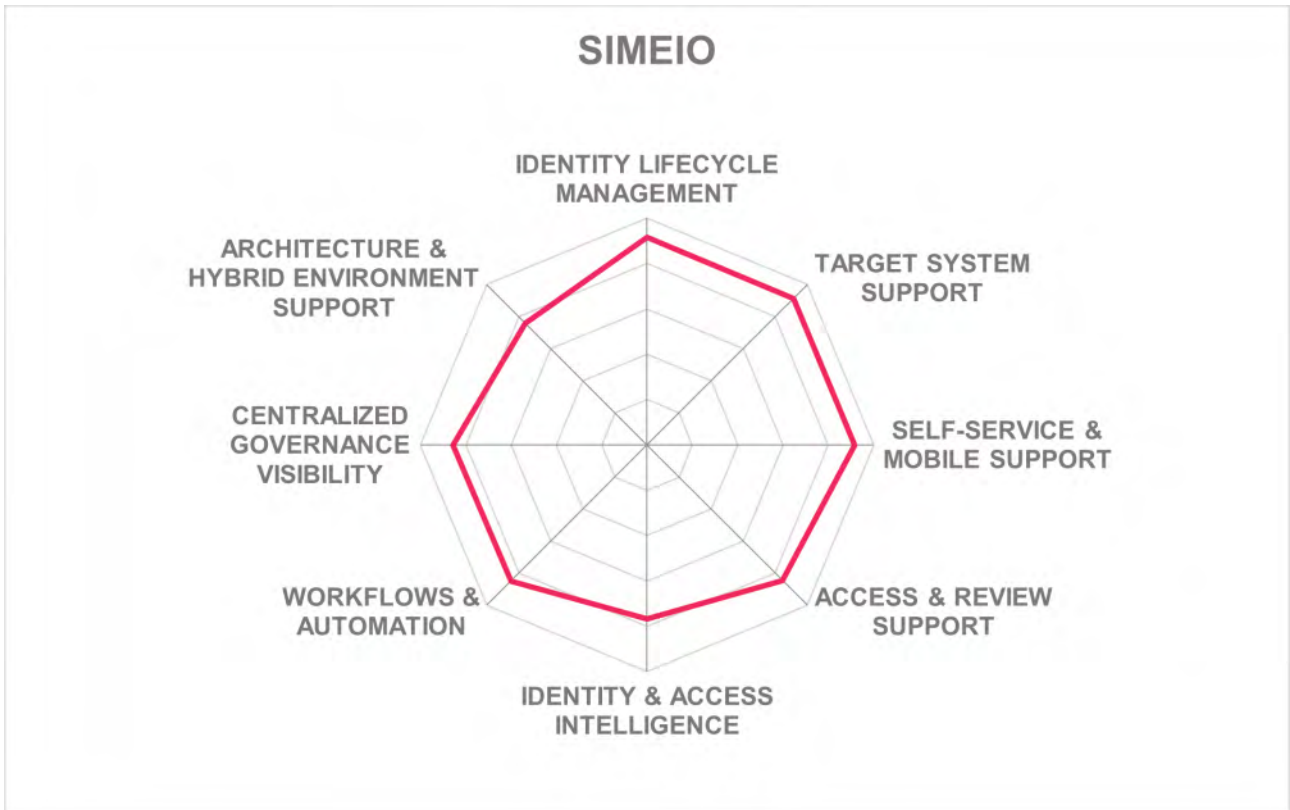 SIMEIO
IDENTITY LIFECYCLE
MANAGEMENT
TARGET SYSTEM
SUPPORT
SELF-SERVICE &
MOBILE SUPPORT
ACCESS & REVIEW
SUPPORT
IDENTITY & ACCESS
INTELLIGENCE
WORKFLOWS &
AUTOMATION
CENTRALIZED
GOVERNANCE
VISIBILITY
ARCHITECTURE &
HYBRID ENVIRONMENT
SUPPORT